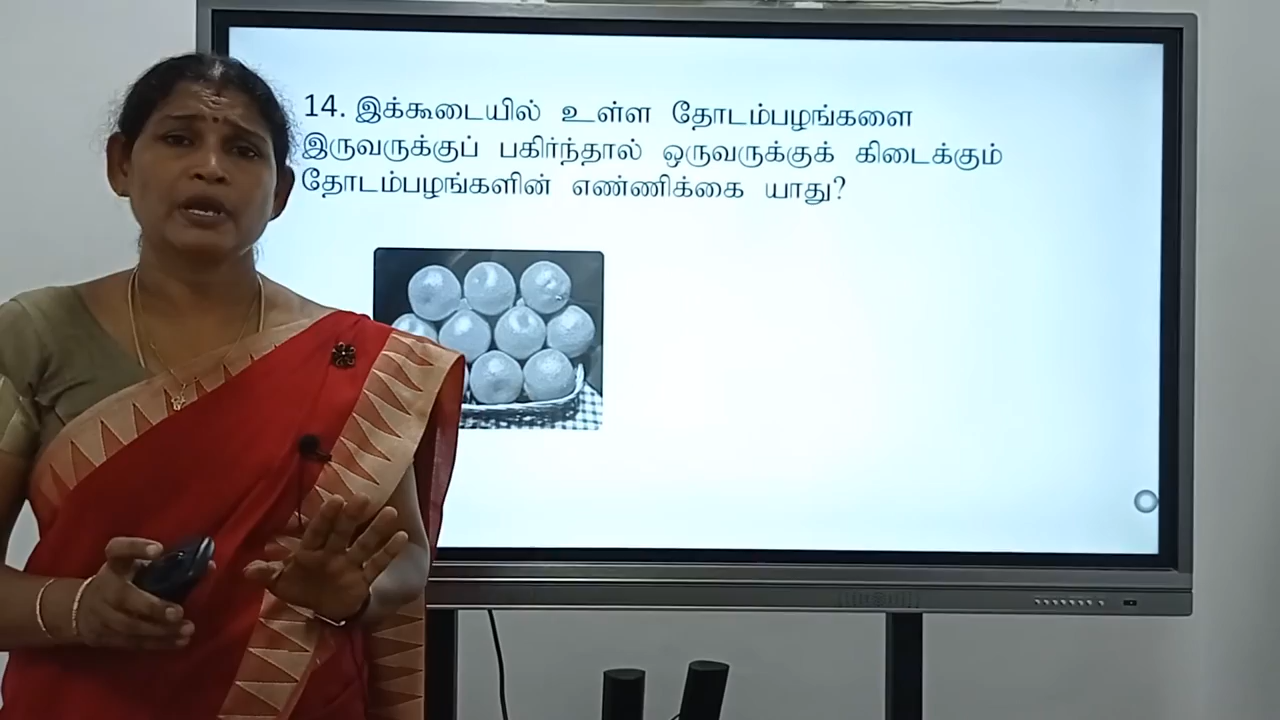 14. இக்கூடையில் உள்ள தோடம்பழங்களை
இருவருக்குப் பகிர்ந்தால் ஒருவருக்குக் கிடைக்கும்
தோடம்பழங்களின் எண்ணிக்கை யாது?